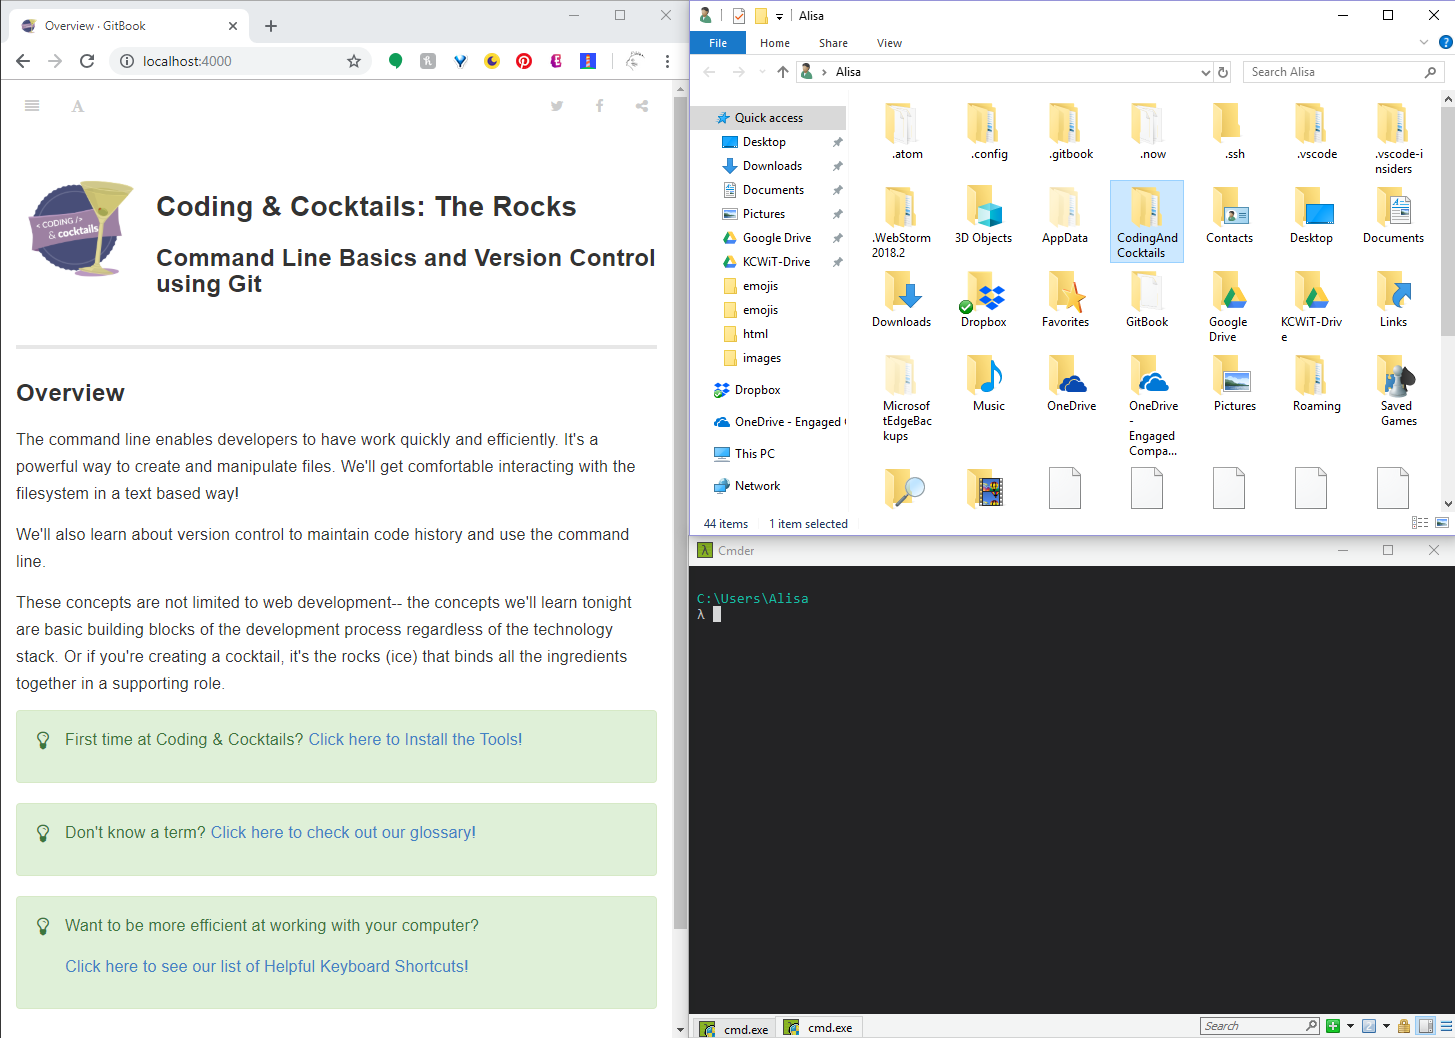 Overview · GitBook
localhost:4000
A
< CODING />
& cocktails
Coding & Cocktails: The Rocks
Command Line Basics and Version Control
using Git
Overview
The command line enables developers to have work quickly and efficiently. It's a
powerful way to create and manipulate files. We'll get comfortable interacting with the
filesystem in a text based way!
We'll also learn about version control to maintain code history and use the command
line.
These concepts are not limited to web development-- the concepts we'll learn tonight
are basic building blocks of the development process regardless of the technology
stack. Or if you're creating a cocktail, it's the rocks (ice) that binds all the ingredients
together in a supporting role.
First time at Coding & Cocktails? Click here to Install the Tools!
Don't know a term? Click here to check out our glossary!
Want to be more efficient at working with your computer?
Click here to see our list of Helpful Keyboard Shortcuts!
Alisa
File Home Share View
Alisa
Search Alisa
Quick access
Desktop
Downloads
Documents
Pictures
Google Drive
KCWiT-Drive
emojis
emojis
html
images
Dropbox
OneDrive - Engaged
This PC
Network
.atom .config .gitbook .now .ssh .vscode .vscode-i
nsiders
.WebStorm 3D Objects AppData CodingAnd Contacts Desktop Documents
2018.2 Cocktails
Downloads Dropbox Favorites GitBook Google KCWiT-Driv Links
Drive e
Microsof Music OneDrive OneDrive Pictures Roaming Saved
tEdgeBac - Games
kups Engaged
Compa...
44 items 1 item selected
λ Cmder
C:\Users\Alisa
λ
cmd.exe cmd.exe
Search